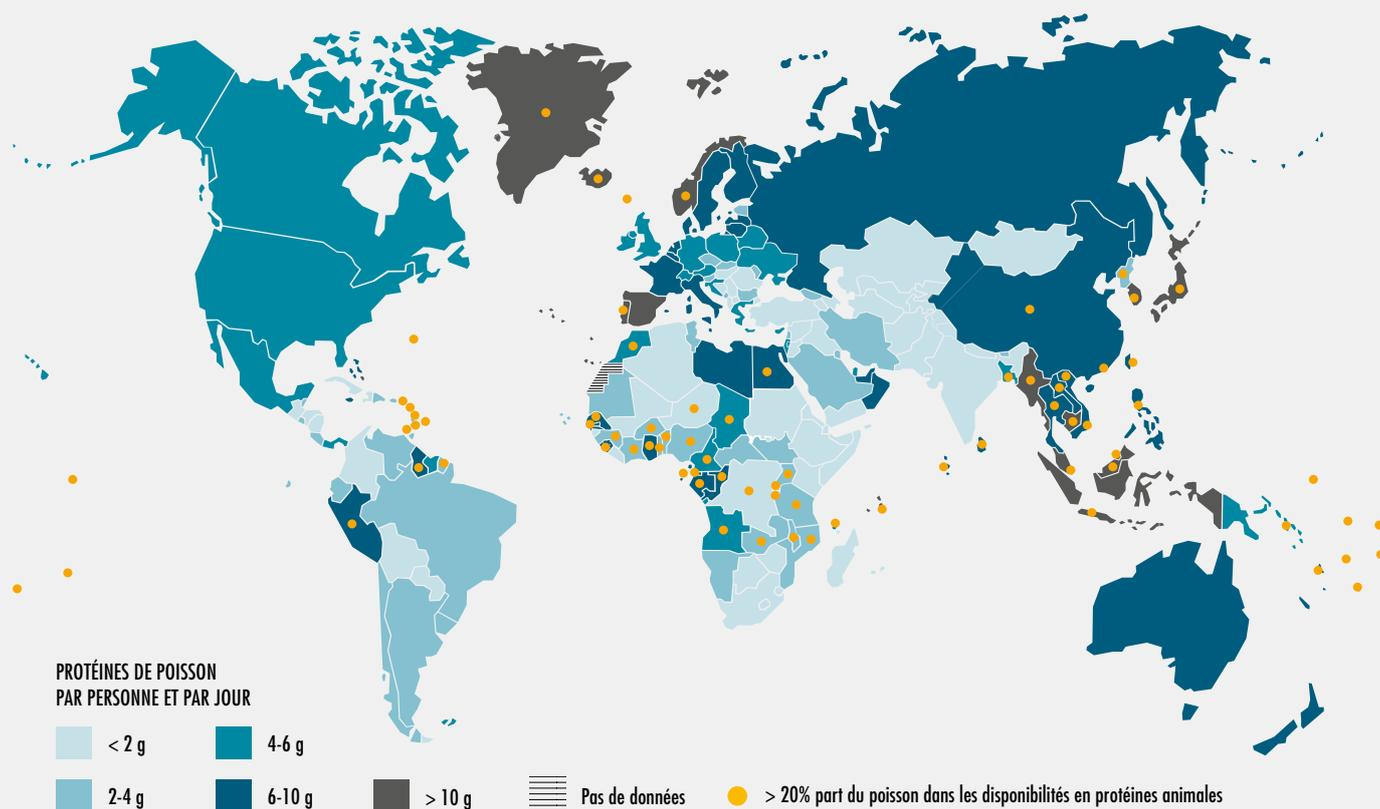 PROTÉINES DE POISSON
PAR PERSONNE ET PAR JOUR
< 2 g
4-6 g
2-4 g
6-10 g
> 10 g
Pas de données
> 20% part du poisson dans les disponibilités en protéines animales